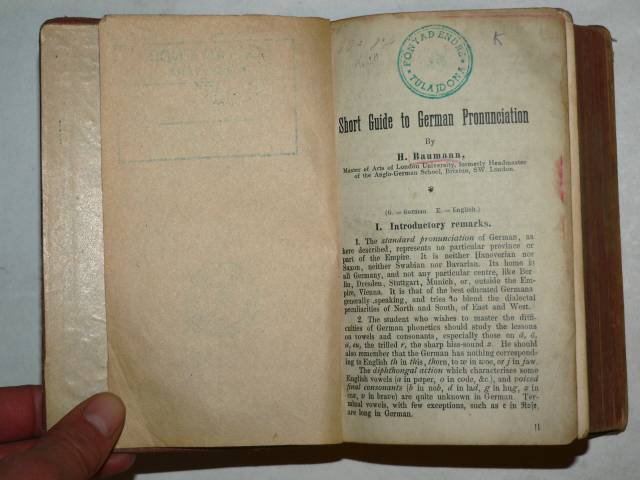 PÓNYAD ENDRE
TULAJDONA
K
Short Guide to German Pronunciation
By
H. Baumann,
Master of Arts of London University, formerly Headmaster
of the Anglo-German School, Brixton, SW. London.
(G. = German E. = English.)
I. Introductory remarks.
1. The standard pronunciation of German, as
here described, represents no particular province or
part of the Empire. It is neither Hanoverian nor
Saxon, neither Swabian nor Bavarian. Its home is
all Germany, and not any particular centre, like Ber-
lin, Dresden, Stuttgart, Munich, or, outside the Em-
pire, Vienna. It is that of the best educated Germans
generally speaking, and tries to blend the dialectal
peculiarities of North and South, of East and West.
2. The student who wishes to master the diffi-
culties of German phonetics should study the lessons
on vowels and consonants, especially those on ä, ö,
ü, eu, the trilled r, the sharp hiss-sound z. He should
also remember that the German has nothing correspond-
ing to English th in this, thorn, to w in woe, or j in jaw.
The diphthongal action which characterises some
English vowels (a in paper, o in code, &c.), and voiced
final consonants (b in nob, d in lad, g in hug, s in
, v in brave) are quite unknown in German. Ter-
minal vowels, with few exceptions, such as e in Rose,
are long in German.